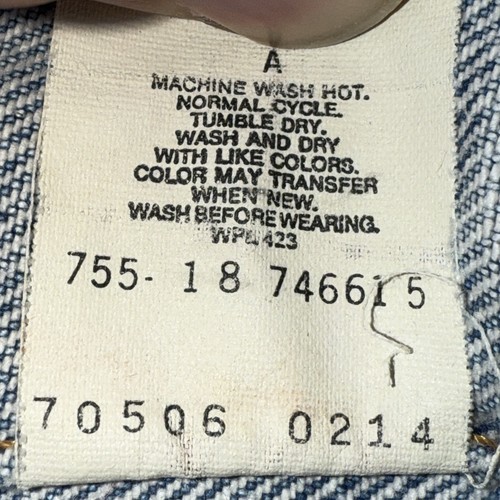 A
MACHINE WASH HOT.
NORMAL CYCLE.
TUMBLE DRY.
WASH AND DRY
WITH LIKE COLORS.
COLOR MAY TRANSFER
WHEN NEW.
WASH BEFORE WEARING.
WPL 423
755- 18 746615
70506 0214